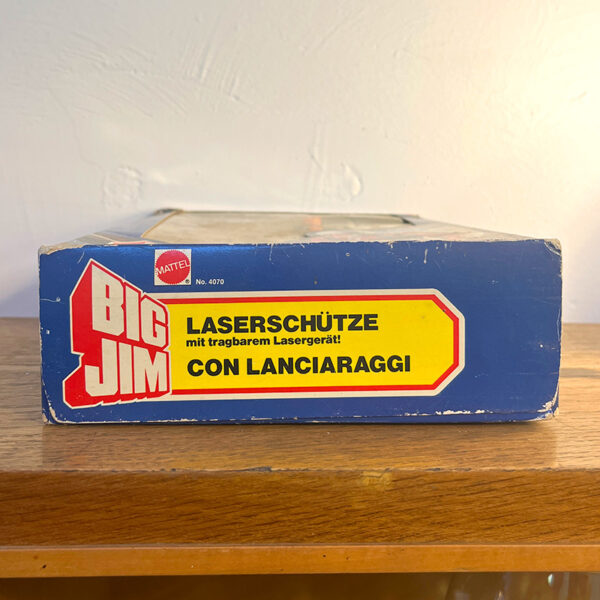 MATTEL
No. 4070
BIG
JIM
LASERSCHÜTZE
mit tragbarem Lasergerät!
CON LANCIARAGGI